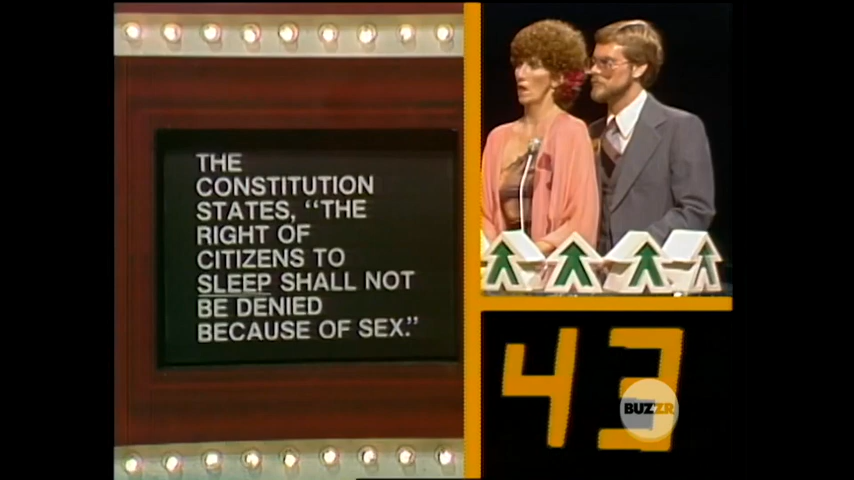 THE
CONSTITUTION
STATES, “THE
RIGHT OF
CITIZENS TO
SLEEP SHALL NOT
BE DENIED
BECAUSE OF SEX.”
43
BUZZR